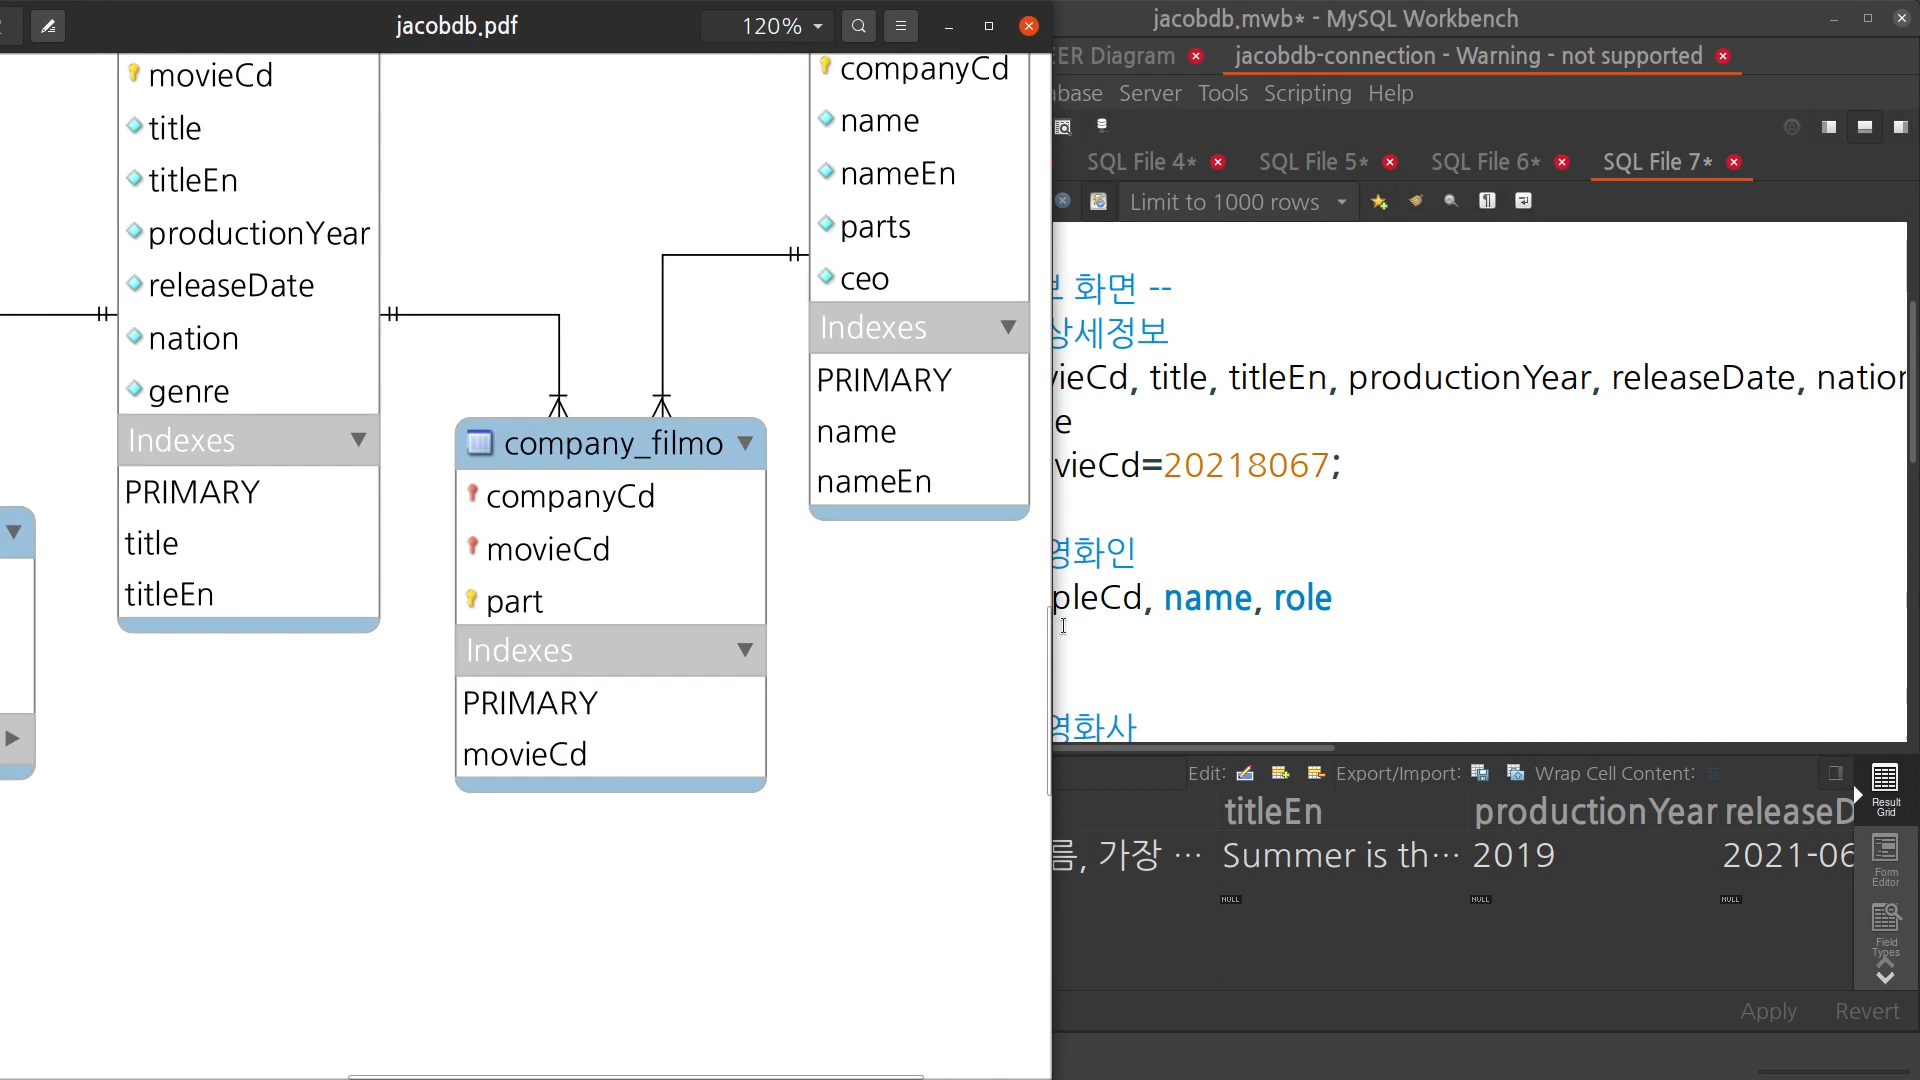 jacobdb.pdf
120%
movieCd
title
titleEn
productionYear
releaseDate
nation
genre
Indexes
PRIMARY
title
titleEn
company_filmo
companyCd
movieCd
part
Indexes
PRIMARY
movieCd
companyCd
name
nameEn
parts
ceo
Indexes
PRIMARY
name
nameEn
jacobdb.mwb* - MySQL Workbench
ER Diagram
jacobdb-connection - Warning - not supported
abase Server Tools Scripting Help
SQL File 4* SQL File 5* SQL File 6* SQL File 7*
Limit to 1000 rows
화면 --
상세정보
vieCd, title, titleEn, productionYear, releaseDate, nation
e
vieCd=20218067;
영화인
pleCd, name, role
영화사
Edit: Export/Import: Wrap Cell Content:
titleEn productionYear releaseD
름, 가장 ... Summer is th... 2019 2021-06
NULL NULL NULL
Result Grid
Form Editor
Field Types
Apply Revert